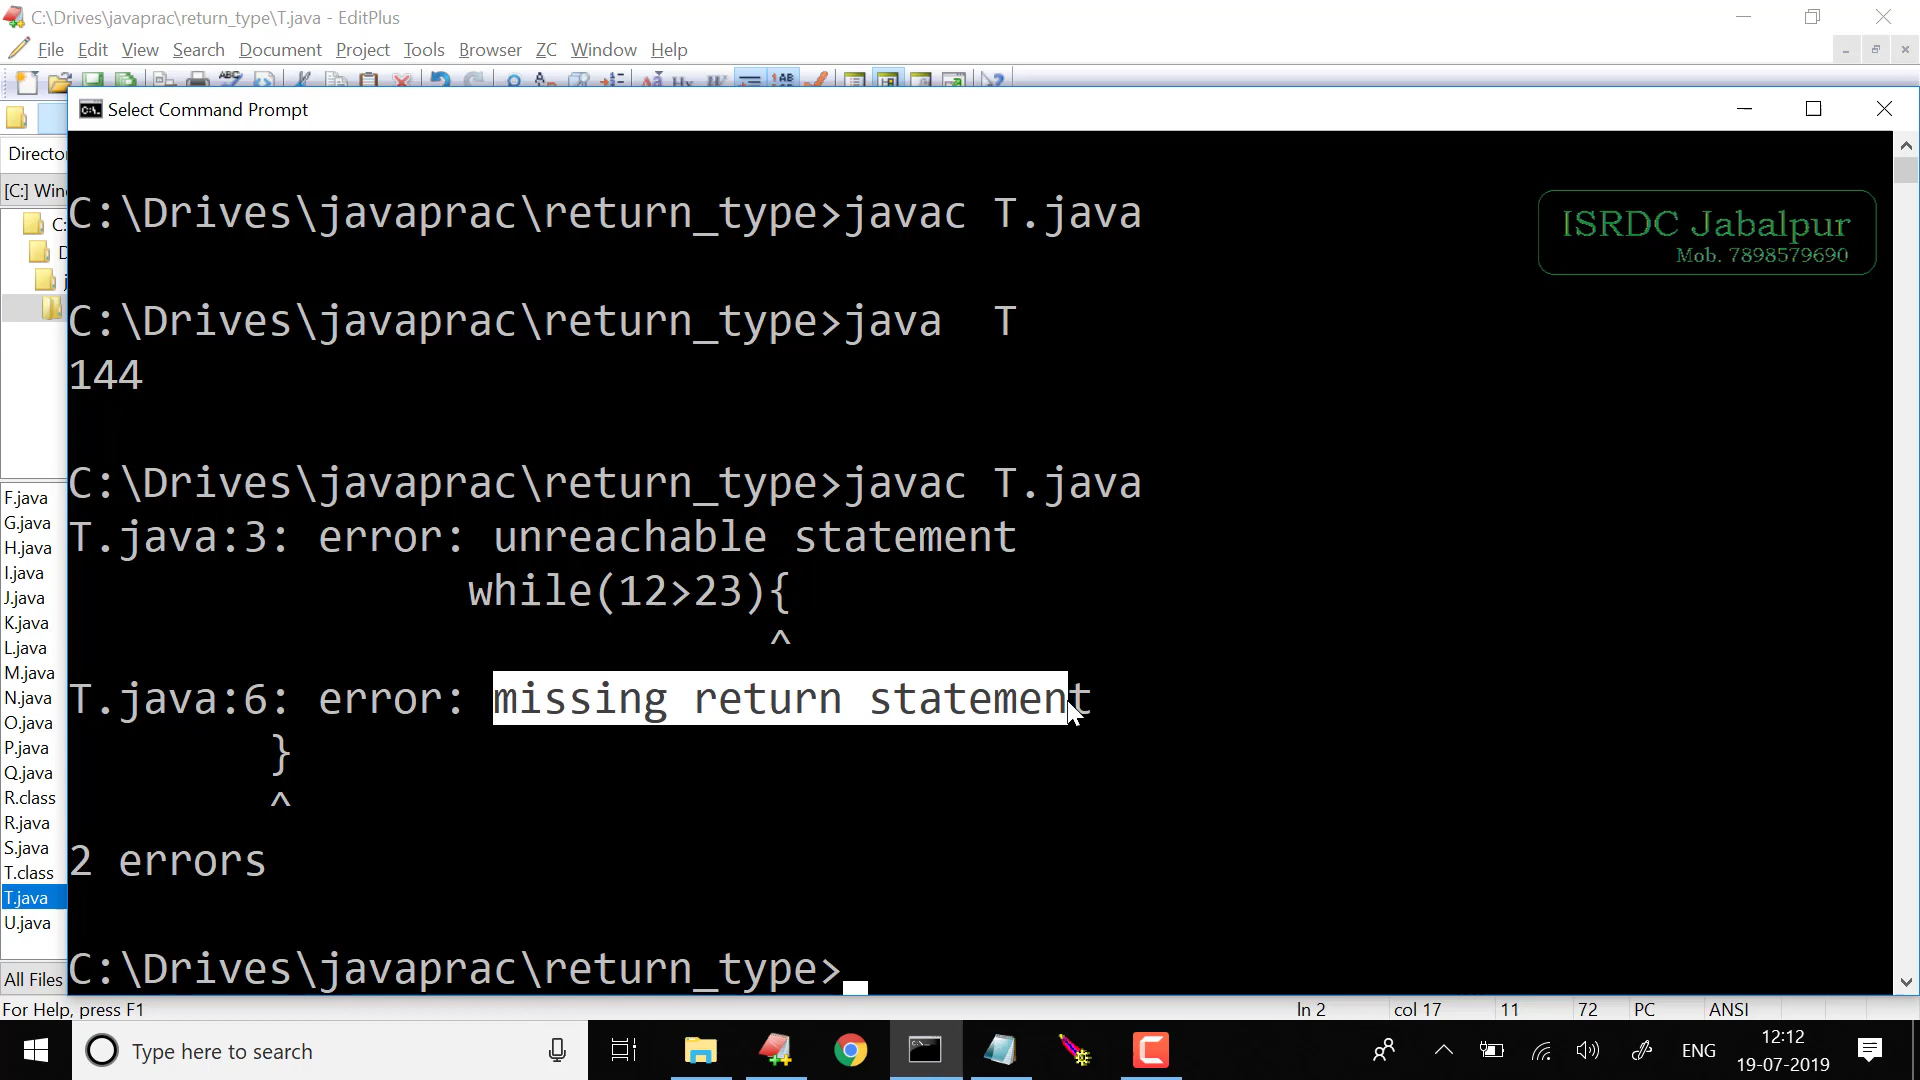 C:\Drives\javaprac\return_type\T.java - EditPlus
File Edit View Search Document Project Tools Browser ZC Window Help
Select Command Prompt
Directo
[C:] Wind
C:
D
j
C:\Drives\javaprac\return_type>javac T.java
ISRDC Jabalpur
Mob. 7898579690
C:\Drives\javaprac\return_type>java  T
144
C:\Drives\javaprac\return_type>javac T.java
T.java:3: error: unreachable statement
while(12>23){
^
T.java:6: error: missing return statement
}
^
2 errors
C:\Drives\javaprac\return_type>
F.java
G.java
H.java
I.java
J.java
K.java
L.java
M.java
N.java
O.java
P.java
Q.java
R.class
R.java
S.java
T.class
T.java
U.java
All Files
For Help, press F1
ln 2 col 17 11 72 PC ANSI
Type here to search
ENG
12:12
19-07-2019